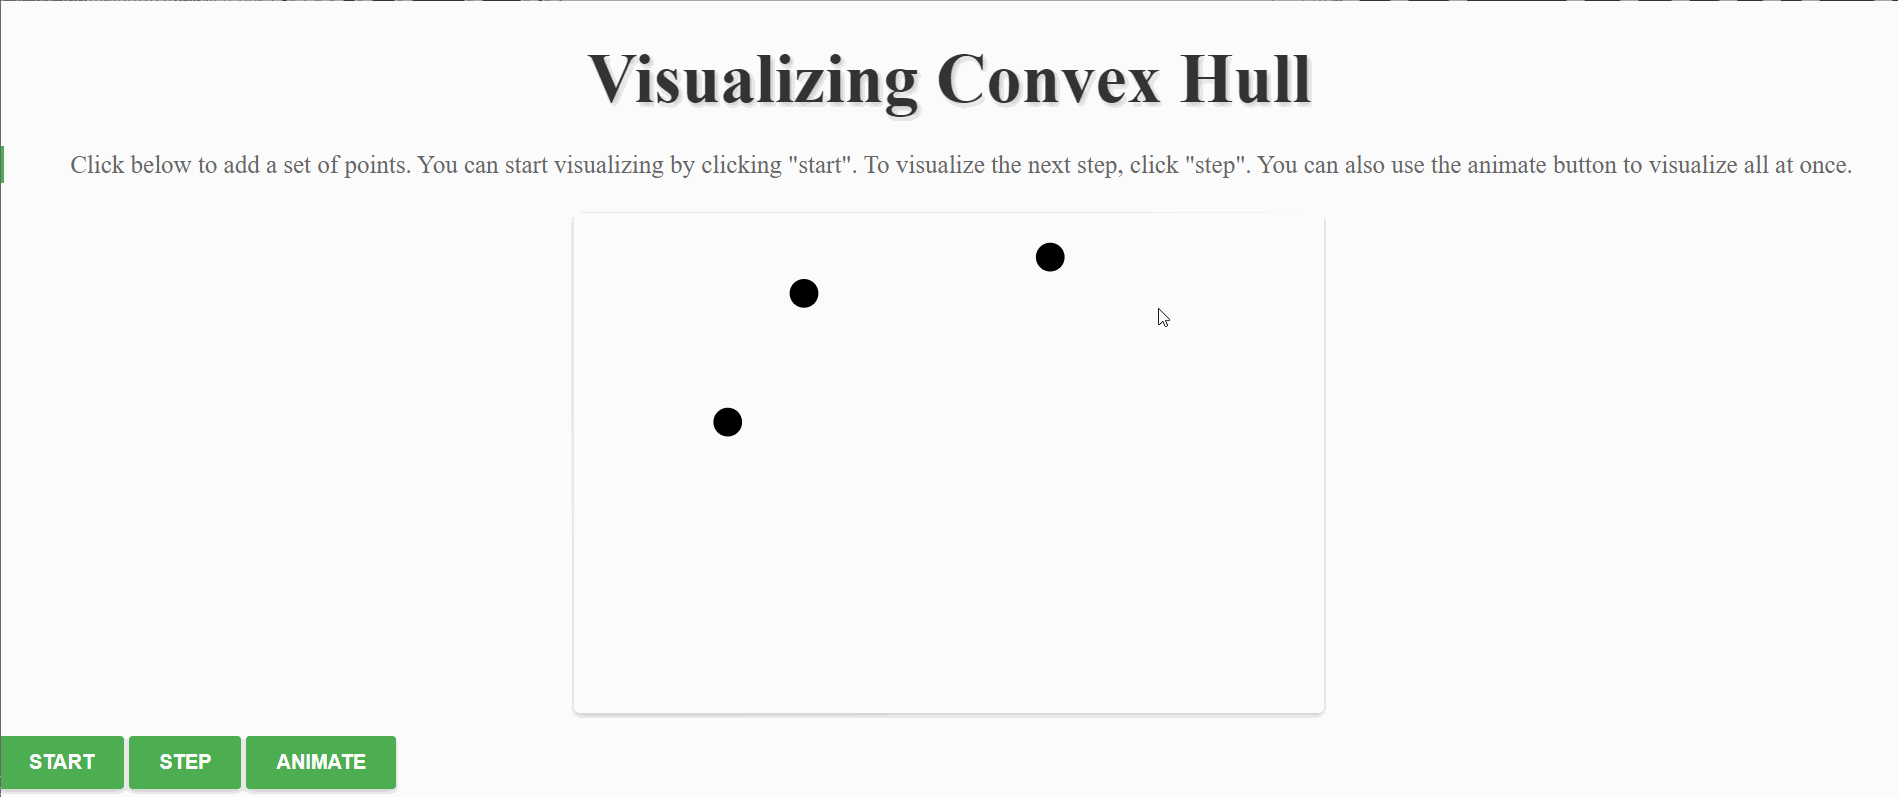 Visualizing Convex Hull
Click below to add a set of points. You can start visualizing by clicking "start". To visualize the next step, click "step". You can also use the animate button to visualize all at once.
START STEP ANIMATE